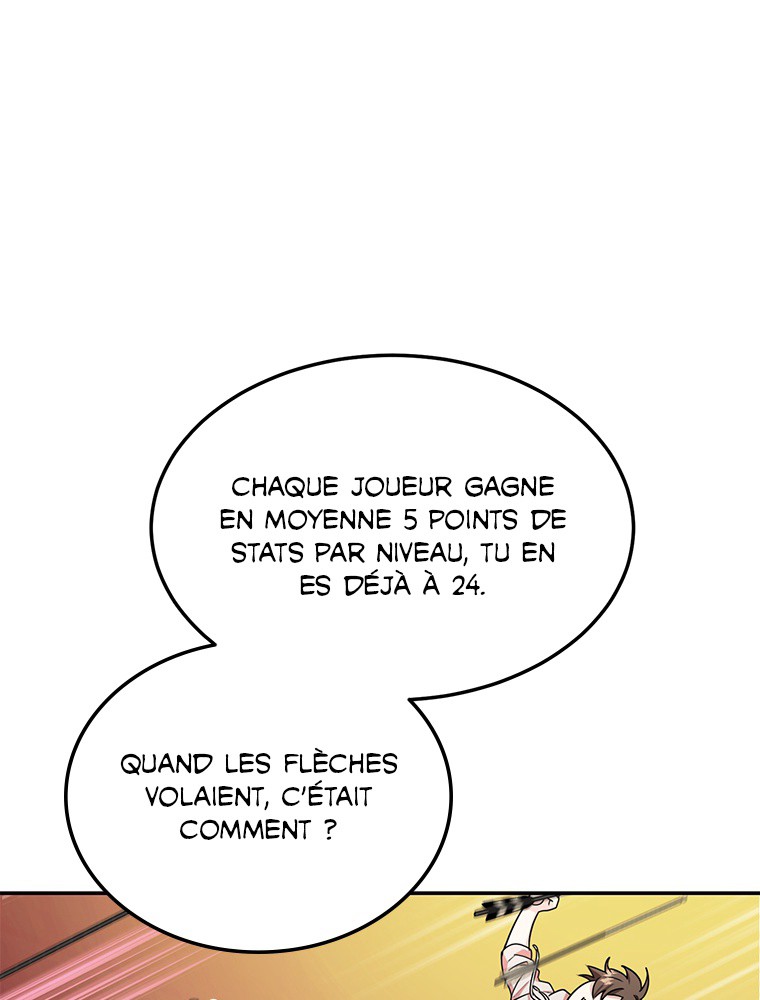 CHAQUE JOUEUR GAGNE
EN MOYENNE 5 POINTS DE
STATS PAR NIVEAU, TU EN
ES DÉJÀ À 24.
QUAND LES FLÈCHES
VOLAIENT, C'ÉTAIT
COMMENT ?